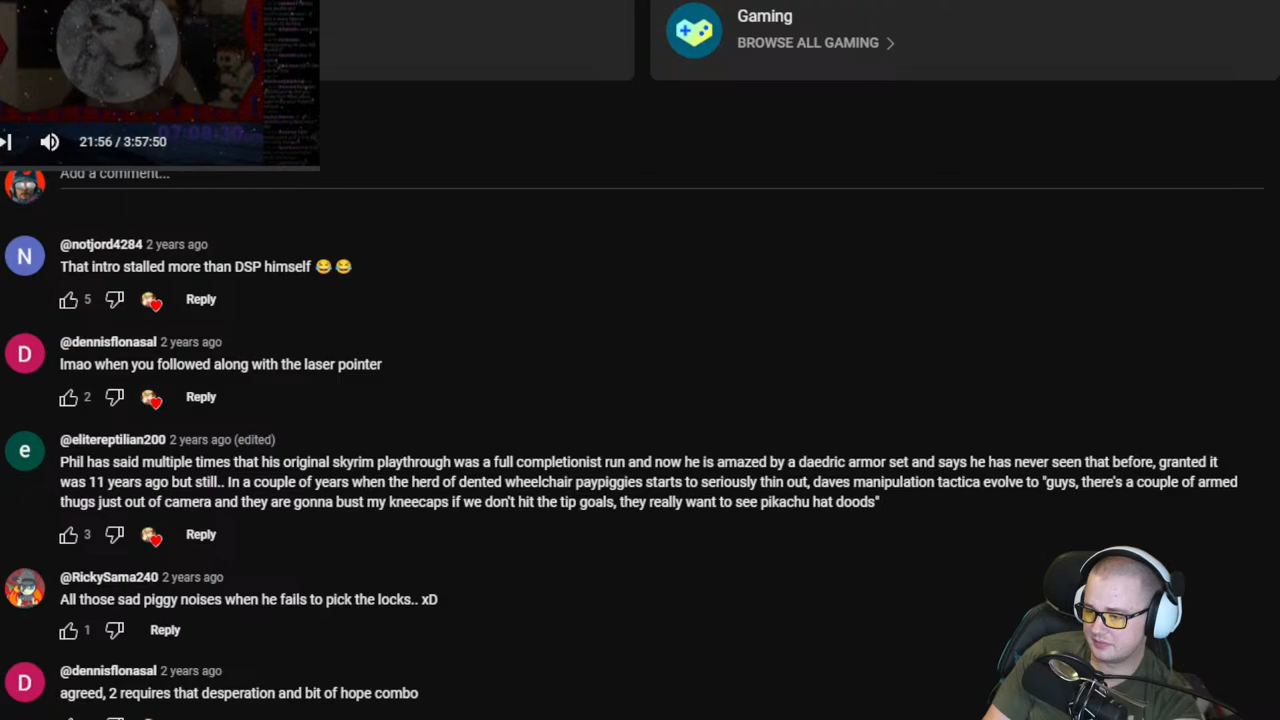 Gaming
BROWSE ALL GAMING
21:56 / 3:57:50
07:08:30
Add a comment...
N
@notjord4284 2 years ago
That intro stalled more than DSP himself 😂😂
5 Reply
D
@dennisflonasal 2 years ago
lmao when you followed along with the laser pointer
2 Reply
e
@elitereptilian200 2 years ago (edited)
Phil has said multiple times that his original skyrim playthrough was a full completionist run and now he is amazed by a daedric armor set and says he has never seen that before, granted it
was 11 years ago but still.. In a couple of years when the herd of dented wheelchair paypiggies starts to seriously thin out, daves manipulation tactica evolve to "guys, there's a couple of armed
thugs just out of camera and they are gonna bust my kneecaps if we don't hit the tip goals, they really want to see pikachu hat doods"
3 Reply
@RickySama240 2 years ago
All those sad piggy noises when he fails to pick the locks.. xD
1 Reply
D
@dennisflonasal 2 years ago
agreed, 2 requires that desperation and bit of hope combo